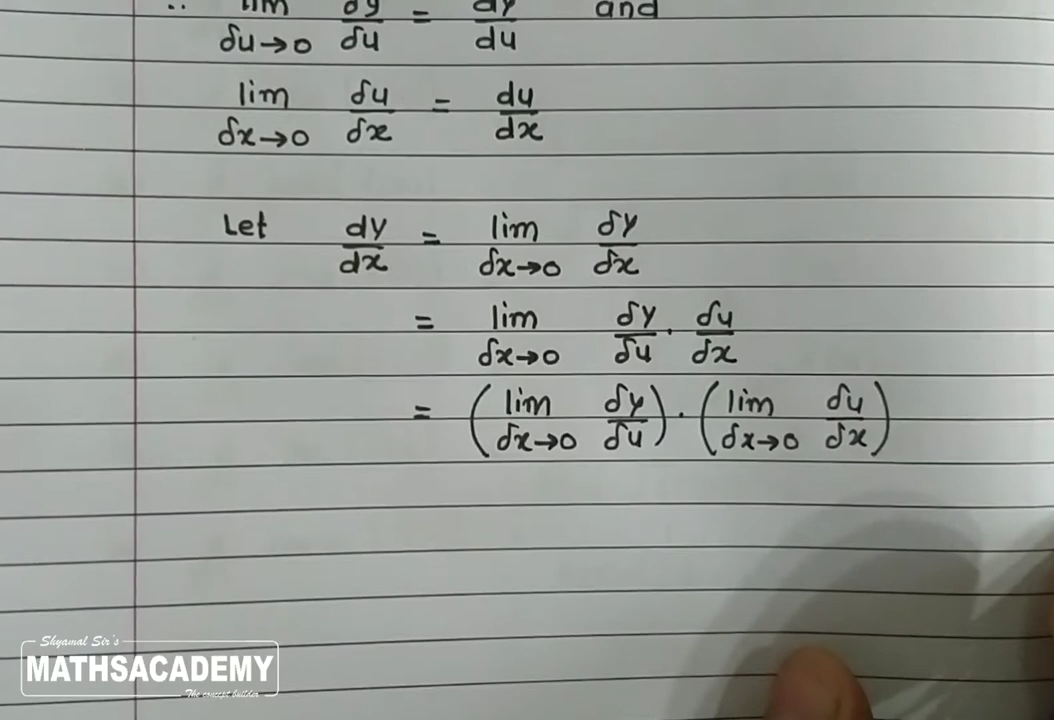 ∵ lim δy/δu = dy/du and
δu→0
lim δu/δx = du/dx
δx→0
Let dy/dx = lim δy/δx
δx→0
= lim δy/δu · δu/δx
δx→0
= (lim δy/δu) · (lim δu/δx)
δx→0 δx→0
Shyamal Sir's
MATHSACADEMY
The concept builder